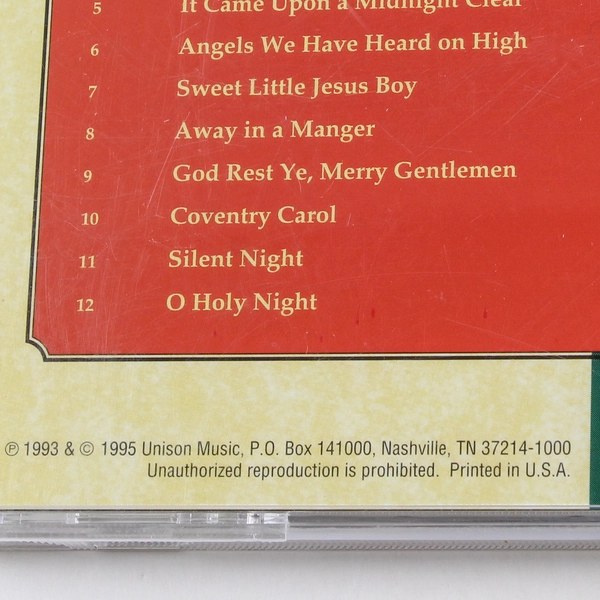 5 It Came Upon a Midnight Clear
6 Angels We Have Heard on High
7 Sweet Little Jesus Boy
8 Away in a Manger
9 God Rest Ye, Merry Gentlemen
10 Coventry Carol
11 Silent Night
12 O Holy Night
℗ 1993 & © 1995 Unison Music, P.O. Box 141000, Nashville, TN 37214-1000
Unauthorized reproduction is prohibited. Printed in U.S.A.